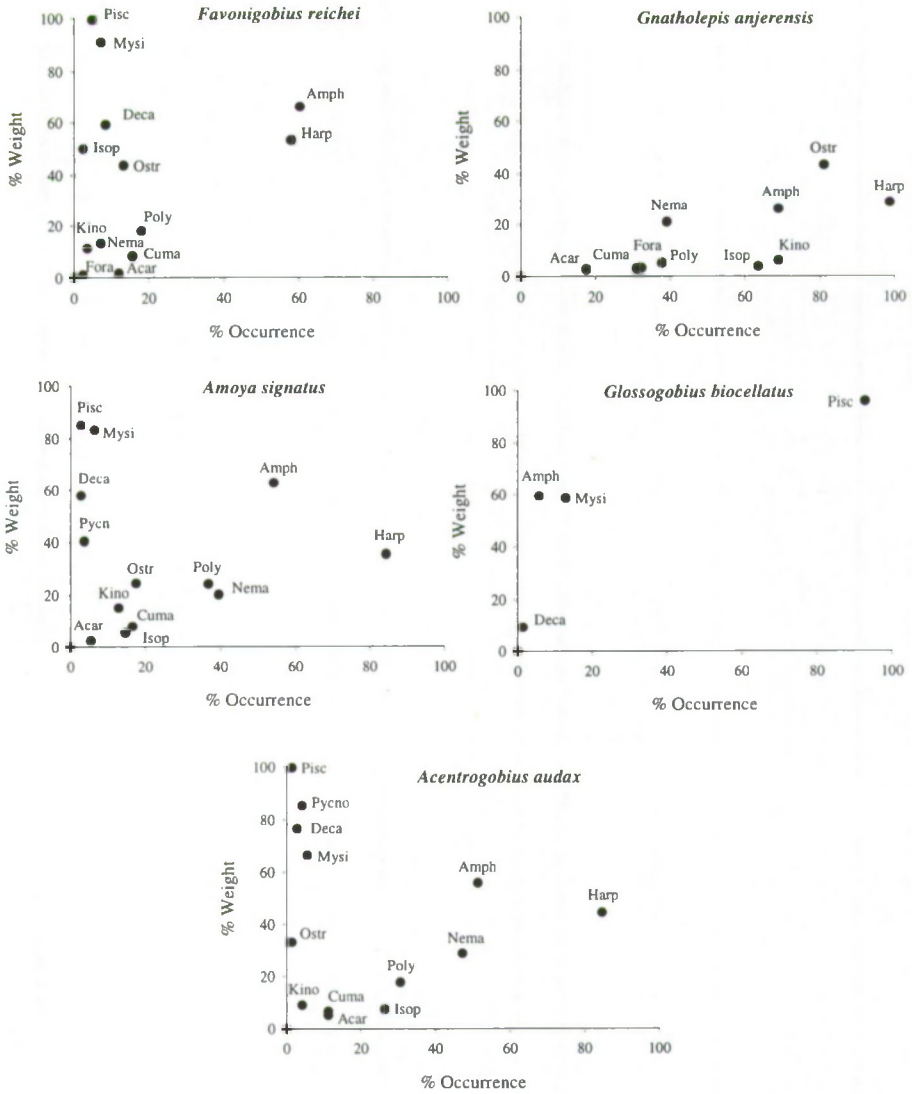 Favonigobius reichei
100
80
60
40
20
0
% Weight
Pisc
Mysi
Deca
Isop
Ostr
Amph
Harp
Poly
Kino
Nema
Cuma
Fora
Acar
0 20 40 60 80 100
% Occurrence
Gnatholepis anjerensis
100
80
60
40
20
0
% Weight
Ostr
Harp
Amph
Nema
Acar
Cuma
Fora
Poly
Isop
Kino
0 20 40 60 80 100
% Occurrence
Amoya signatus
100
80
60
40
20
0
% Weight
Pisc
Mysi
Deca
Pycn
Amph
Harp
Ostr
Poly
Nema
Kino
Cuma
Acar
Isop
0 20 40 60 80 100
% Occurrence
Glossogobius biocellatus
100
80
60
40
20
0
% Weight
Pisc
Amph
Mysi
Deca
0 20 40 60 80 100
% Occurrence
Acentrogobius audax
100
80
60
40
20
0
% Weight
Pisc
Pycno
Deca
Mysi
Amph
Harp
Ostr
Nema
Poly
Kino
Cuma
Acar
Isop
0 20 40 60 80 100
% Occurrence